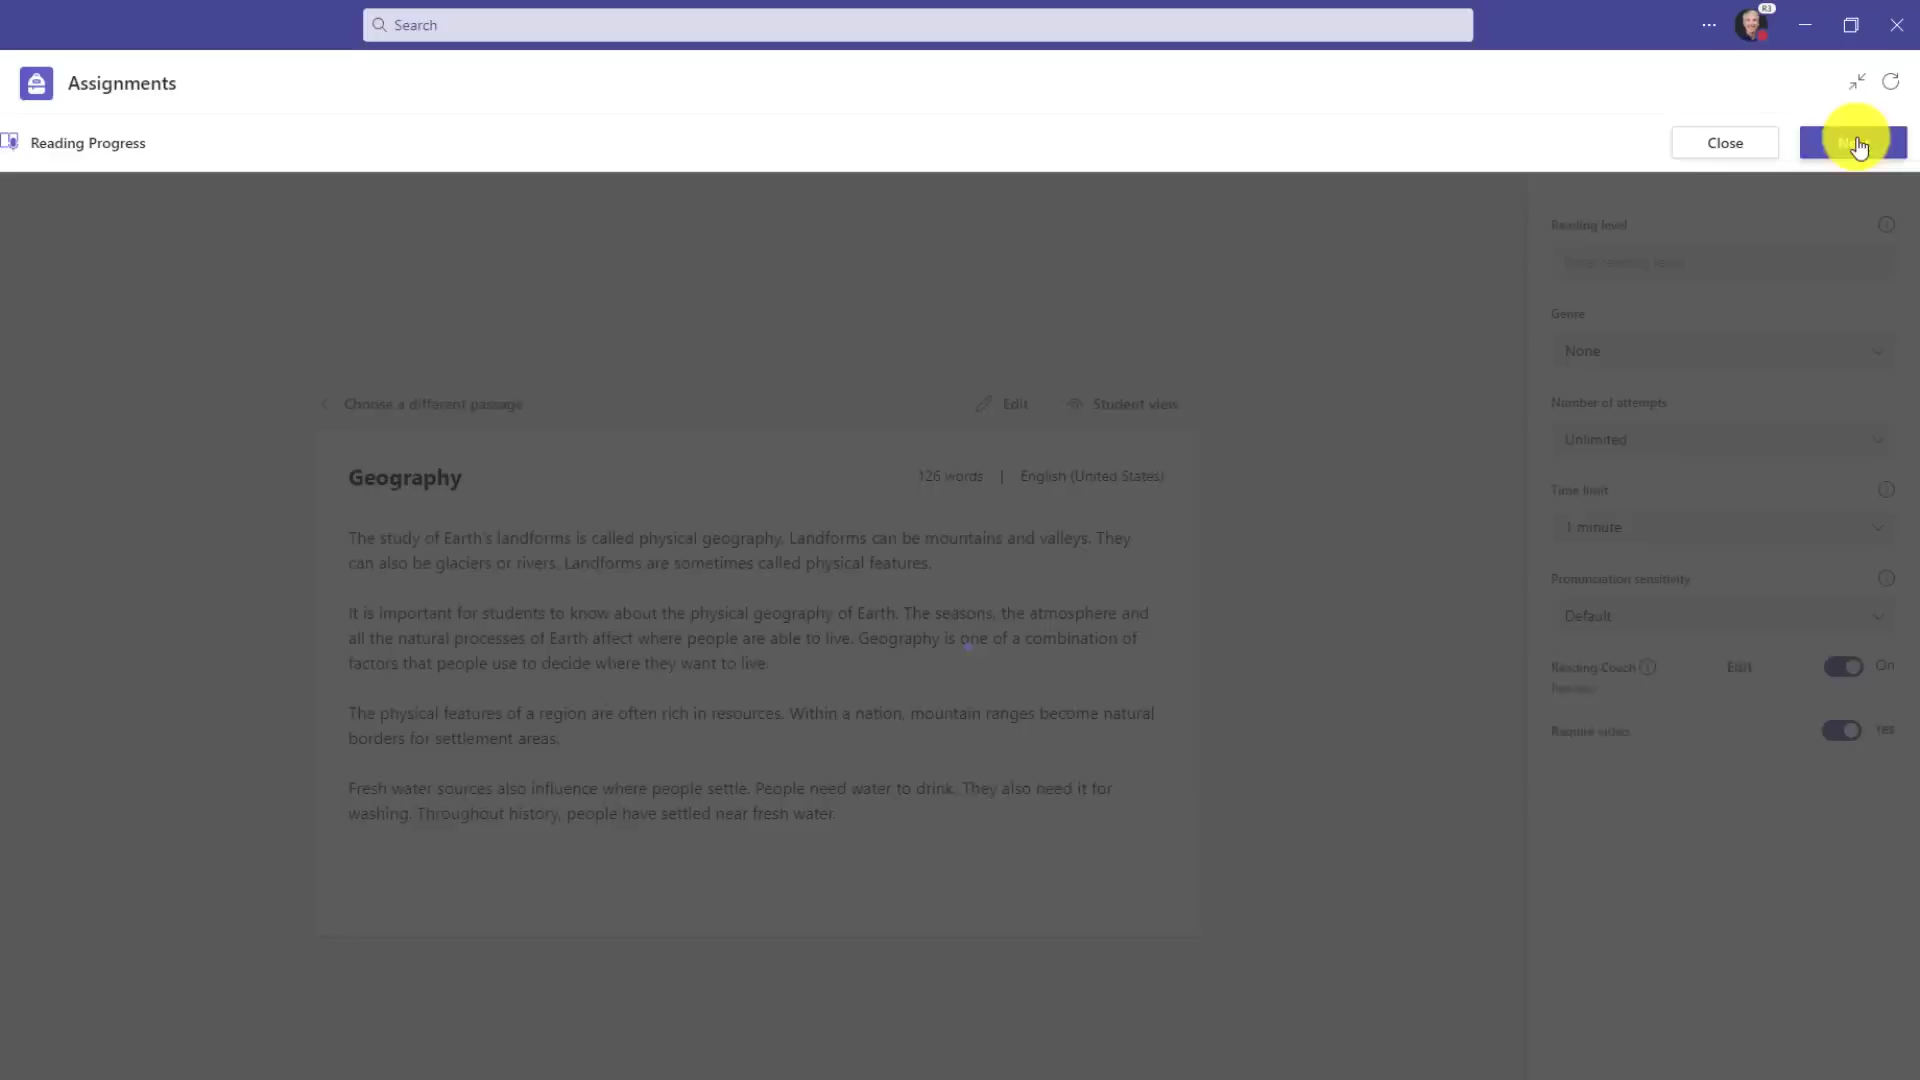 Search
R3
Assignments
Reading Progress
Close
Reading level
Genre
None
Choose a different passage
Edit
Student view
Number of attempts
Unlimited
Geography
126 words | English (United States)
Time limit
1 minute
The study of Earth's landforms is called physical geography. Landforms can be mountains and valleys. They
can also be glaciers or rivers. Landforms are sometimes called physical features.
Pronunciation sensitivity
Default
It is important for students to know about the physical geography of Earth. The seasons, the atmosphere and
all the natural processes of Earth affect where people are able to live. Geography is one of a combination of
factors that people use to decide where they want to live.
Reading Coach
Edit
On
The physical features of a region are often rich in resources. Within a nation, mountain ranges become natural
borders for settlement areas.
Require video
Yes
Fresh water sources also influence where people settle. People need water to drink. They also need it for
washing. Throughout history, people have settled near fresh water.